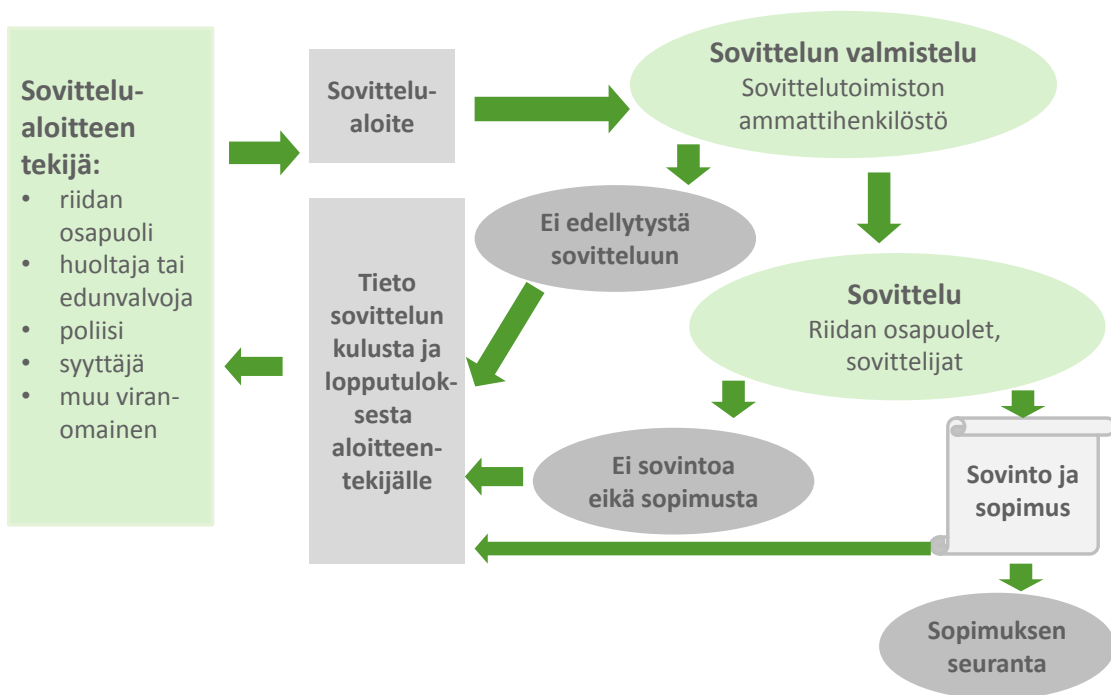 Sovittelu-
aloitteen
tekijä:
• riidan
osapuoli
• huoltaja tai
edunvalvoja
• poliisi
• syyttäjä
• muu viran-
omainen
Sovittelu-
aloite
Sovittelun valmistelu
Sovittelutoimiston
ammattihenkilöstö
Ei edellytystä
sovitteluun
Sovittelu
Riidan osapuolet,
sovittelijat
Tieto
sovittelun
kulusta ja
lopputulok-
sesta
aloitteen-
tekijälle
Ei sovintoa
eikä sopimusta
Sovinto ja
sopimus
Sopimuksen
seuranta